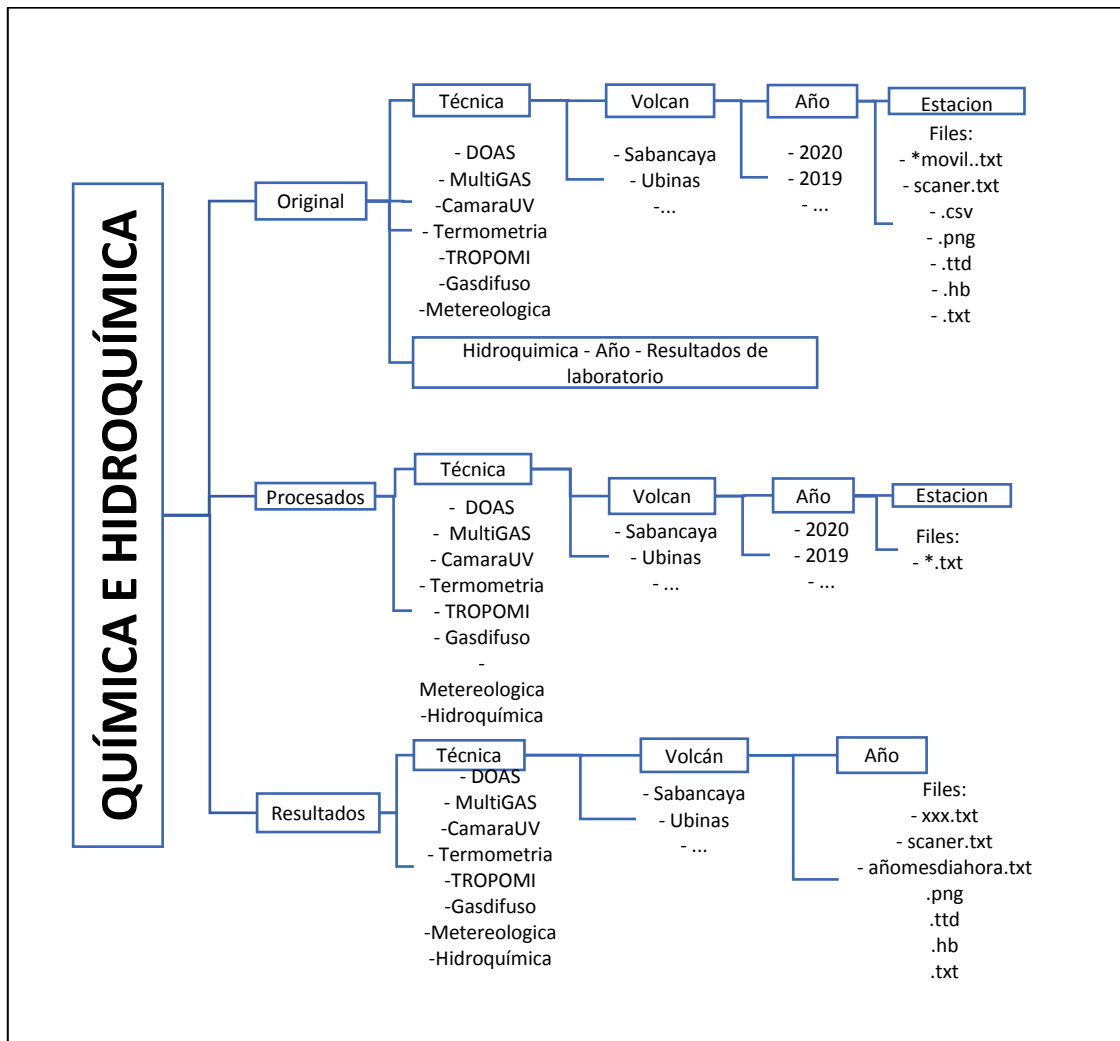 QUÍMICA E HIDROQUÍMICA
Original
Técnica
- DOAS
- MultiGAS
-CamaraUV
- Termometria
-TROPOMI
-Gasdifuso
-Metereologica
Volcan
- Sabancaya
- Ubinas
-...
Año
- 2020
- 2019
- ...
Estacion
Files:
- *movil..txt
- scaner.txt
- .csv
- .png
- .ttd
- .hb
- .txt
Hidroquimica - Año - Resultados de
laboratorio
Procesados
Técnica
- DOAS
- MultiGAS
- CamaraUV
- Termometria
- TROPOMI
- Gasdifuso
-
Metereologica
-Hidroquímica
Volcan
- Sabancaya
- Ubinas
- ...
Año
- 2020
- 2019
- ...
Estacion
Files:
- *.txt
Resultados
Técnica
- DOAS
- MultiGAS
-CamaraUV
- Termometria
-TROPOMI
-Gasdifuso
-Metereologica
-Hidroquímica
Volcán
- Sabancaya
- Ubinas
- ...
Año
Files:
- xxx.txt
- scaner.txt
- añomesdiahora.txt
.png
.ttd
.hb
.txt